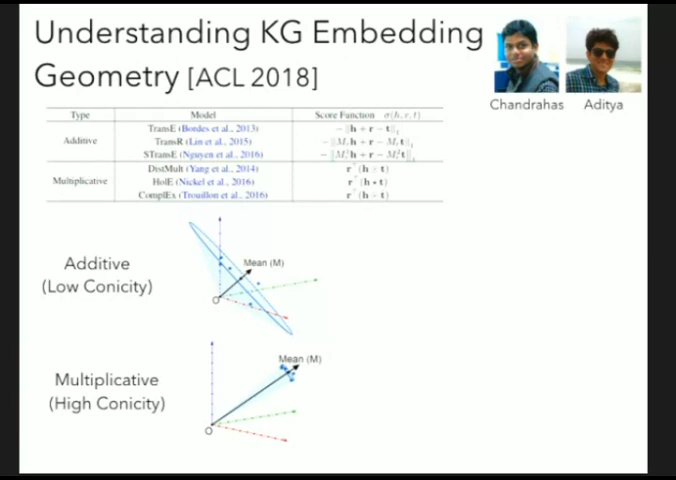 Understanding KG Embedding
Geometry [ACL 2018]
Chandrahas Aditya
Type Model Score Function σ(h, r, t)
Additive
TransE (Bordes et al., 2013) −‖h + r − t‖₁
TransR (Lin et al., 2015)
STransE (Nguyen et al., 2016)
Multiplicative
DistMult (Yang et al., 2014) r⊤(h ⊙ t)
HolE (Nickel et al., 2016) r⊤(h ⋆ t)
ComplEx (Trouillon et al., 2016)
Additive
(Low Conicity)
Mean (M)
O
Multiplicative
(High Conicity)
Mean (M)
O